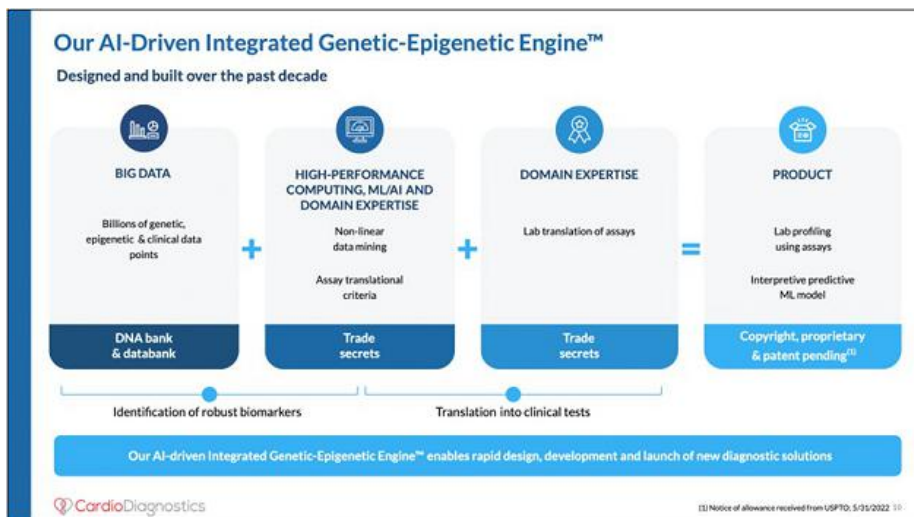 Our AI-Driven Integrated Genetic-Epigenetic Engine™
Designed and built over the past decade
BIG DATA
Billions of genetic,
epigenetic & clinical data
points
DNA bank
& databank
+
HIGH-PERFORMANCE
COMPUTING, ML/AI AND
DOMAIN EXPERTISE
Non-linear
data mining
Assay translational
criteria
Trade
secrets
+
DOMAIN EXPERTISE
Lab translation of assays
Trade
secrets
=
PRODUCT
Lab profiling
using assays
Interpretive predictive
ML model
Copyright, proprietary
& patent pending(1)
Identification of robust biomarkers
Translation into clinical tests
Our AI-driven Integrated Genetic-Epigenetic Engine™ enables rapid design, development and launch of new diagnostic solutions
CardioDiagnostics
(1) Notice of allowance received from USPTO; 5/31/2022 10